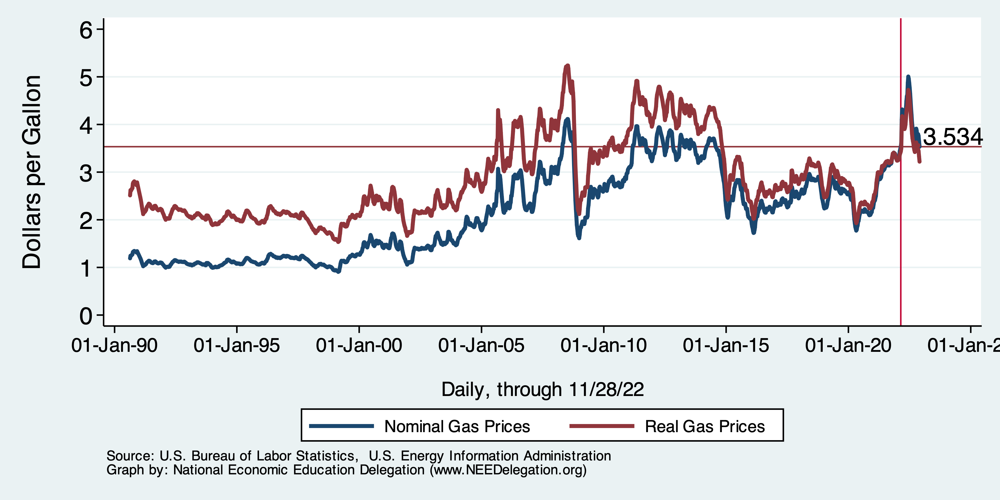 Dollars per Gallon
6
5
4
3
2
1
0
3.534
01-Jan-90 01-Jan-95 01-Jan-00 01-Jan-05 01-Jan-10 01-Jan-15 01-Jan-20 01-Jan-2
Daily, through 11/28/22
Nominal Gas Prices Real Gas Prices
Source: U.S. Bureau of Labor Statistics, U.S. Energy Information Administration
Graph by: National Economic Education Delegation (www.NEEDelegation.org)